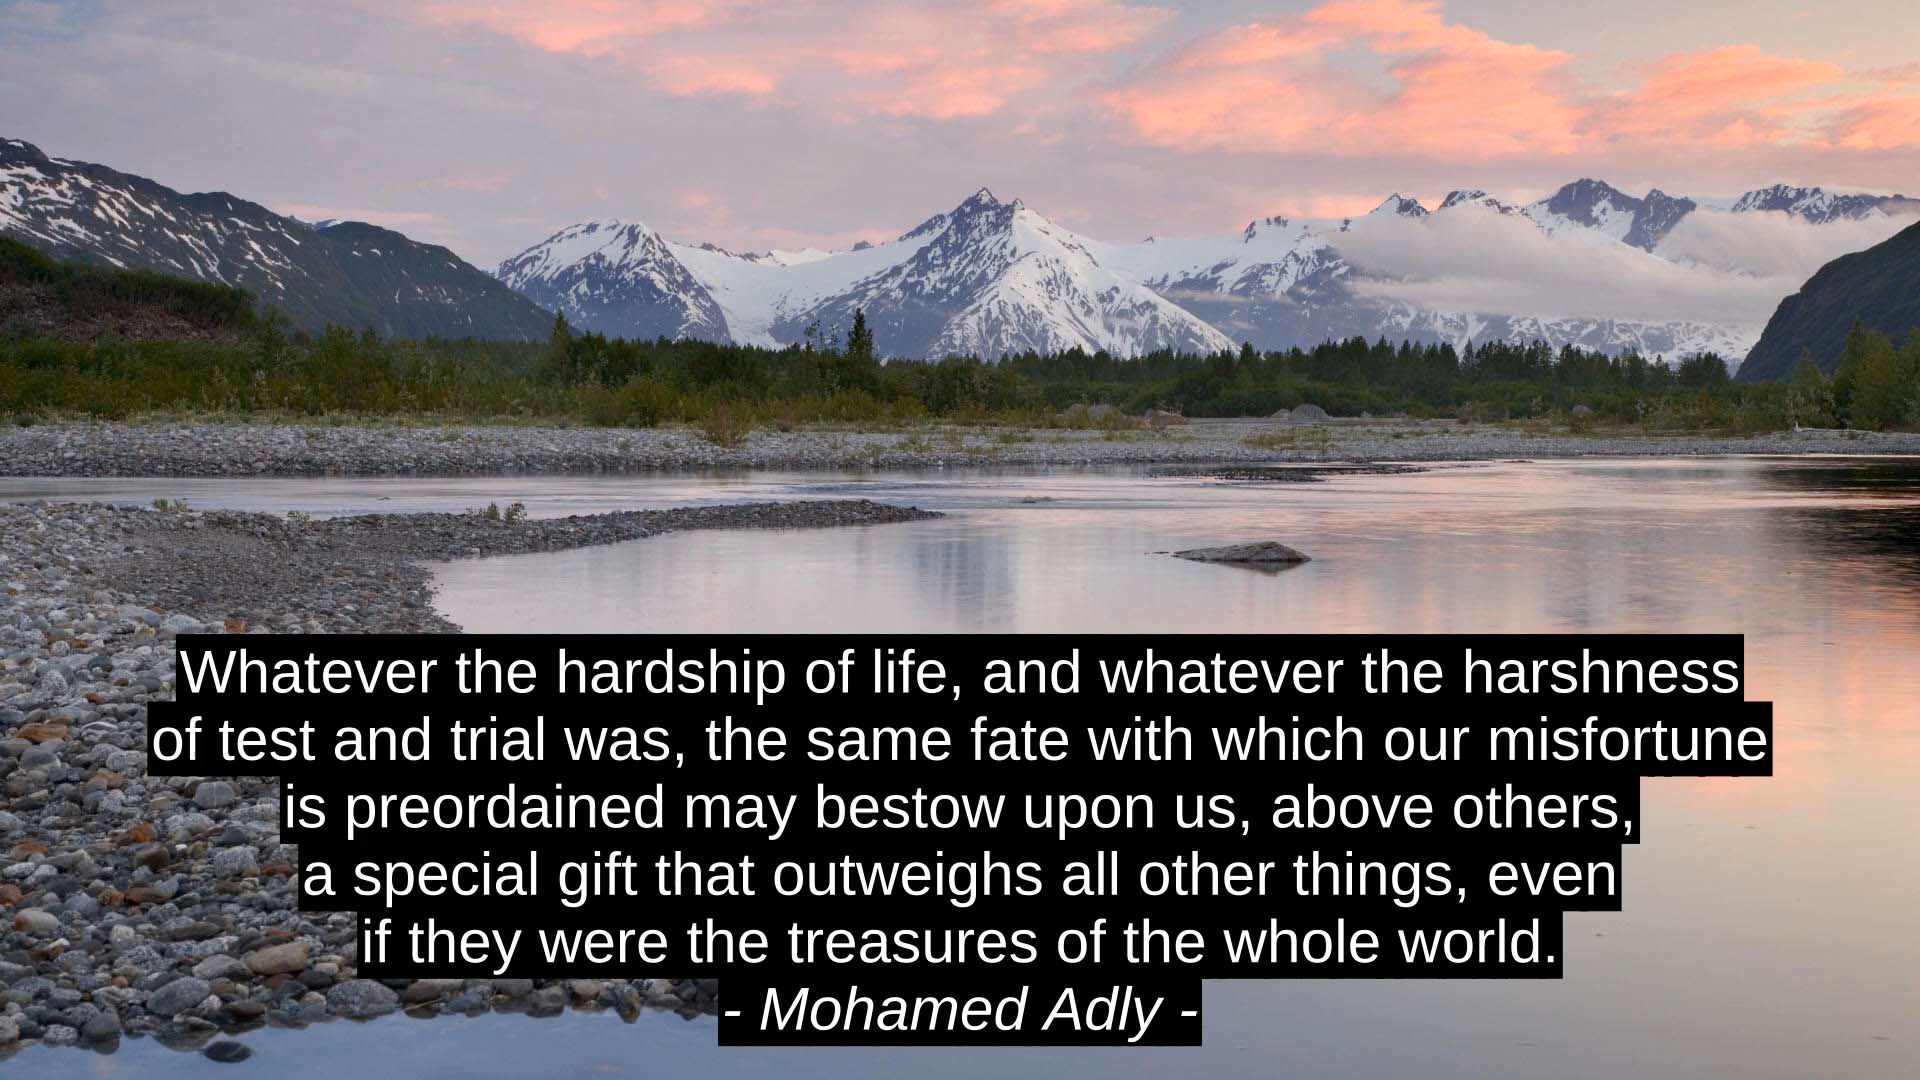 Whatever the hardship of life, and whatever the harshness
of test and trial was, the same fate with which our misfortune
is preordained may bestow upon us, above others,
a special gift that outweighs all other things, even
if they were the treasures of the whole world.
- Mohamed Adly -